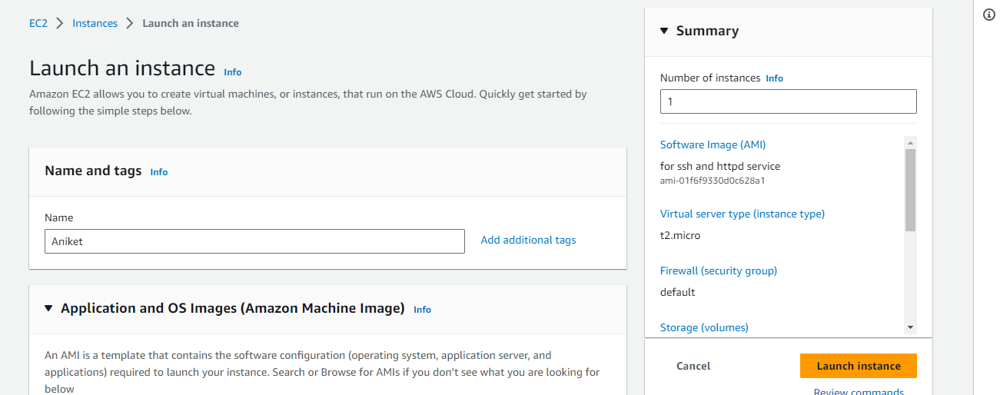 EC2 > Instances > Launch an instance
Launch an instance Info
Amazon EC2 allows you to create virtual machines, or instances, that run on the AWS Cloud. Quickly get started by
following the simple steps below.
Name and tags Info
Name
Aniket
Add additional tags
Application and OS Images (Amazon Machine Image) Info
An AMI is a template that contains the software configuration (operating system, application server, and
applications) required to launch your instance. Search or Browse for AMIs if you don’t see what you are looking for
below
Summary
Number of instances Info
1
Software Image (AMI)
for ssh and httpd service
ami-01f6f9330d0c628a1
Virtual server type (instance type)
t2.micro
Firewall (security group)
default
Storage (volumes)
Cancel
Launch instance
Review commands